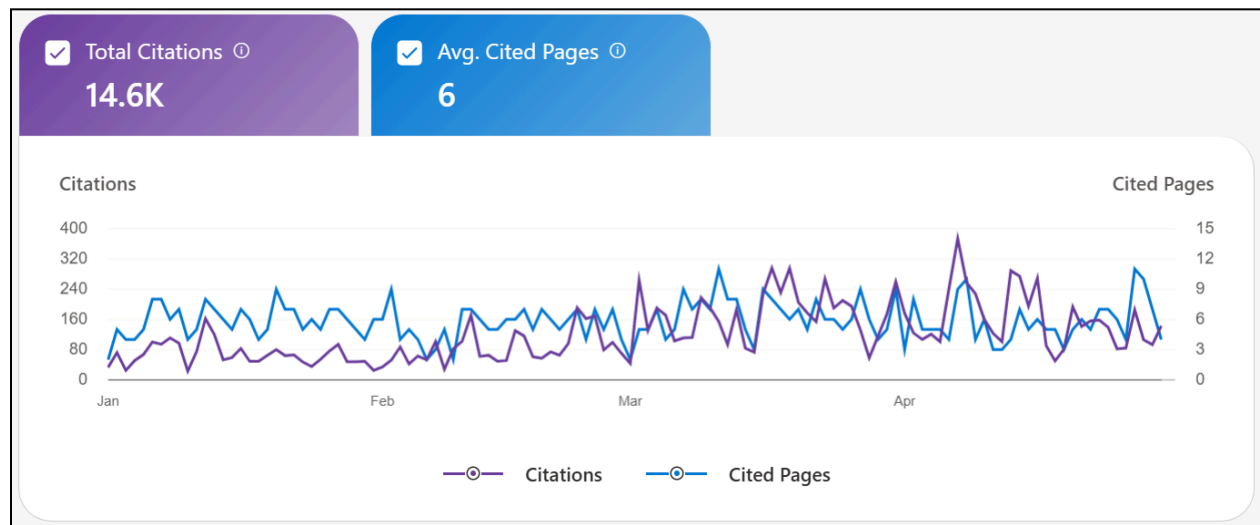 Total Citations
14.6K
Avg. Cited Pages
6
Citations
Cited Pages
400
320
240
160
80
0
15
12
9
6
3
0
Jan
Feb
Mar
Apr
Citations
Cited Pages